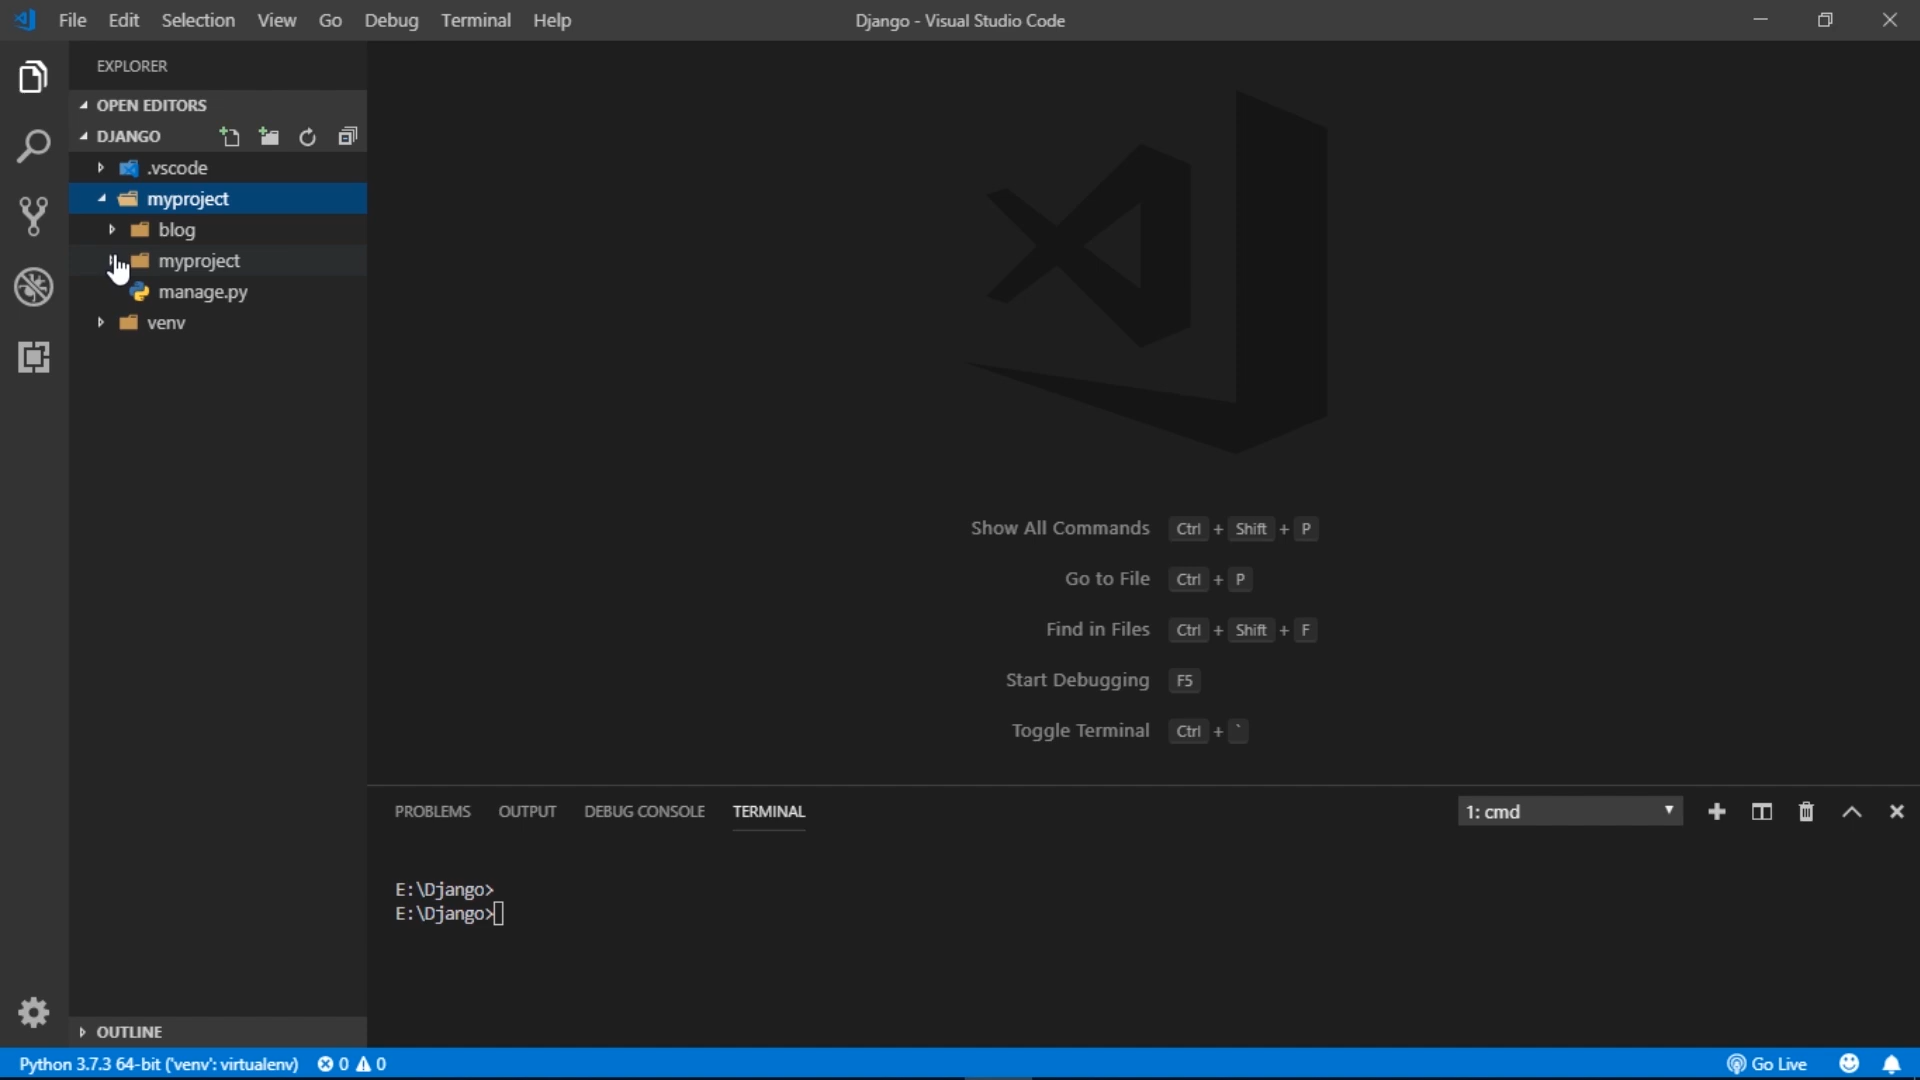 File Edit Selection View Go Debug Terminal Help
Django - Visual Studio Code
EXPLORER
OPEN EDITORS
DJANGO
.vscode
myproject
blog
myproject
manage.py
venv
OUTLINE
Show All Commands Ctrl + Shift + P
Go to File Ctrl + P
Find in Files Ctrl + Shift + F
Start Debugging F5
Toggle Terminal Ctrl + `
PROBLEMS OUTPUT DEBUG CONSOLE TERMINAL
1: cmd
E:\Django>
E:\Django>
Python 3.7.3 64-bit ('venv': virtualenv) 0 0
Go Live